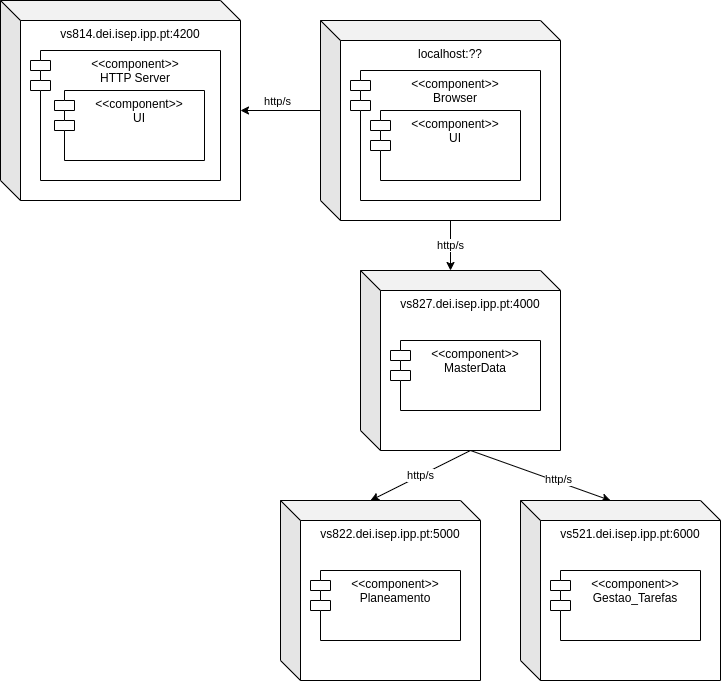 vs814.dei.isep.ipp.pt:4200
<<component>>
HTTP Server
<<component>>
UI
http/s
localhost:??
<<component>>
Browser
<<component>>
UI
http/s
vs827.dei.isep.ipp.pt:4000
<<component>>
MasterData
http/s
http/s
vs822.dei.isep.ipp.pt:5000
<<component>>
Planeamento
vs521.dei.isep.ipp.pt:6000
<<component>>
Gestao_Tarefas